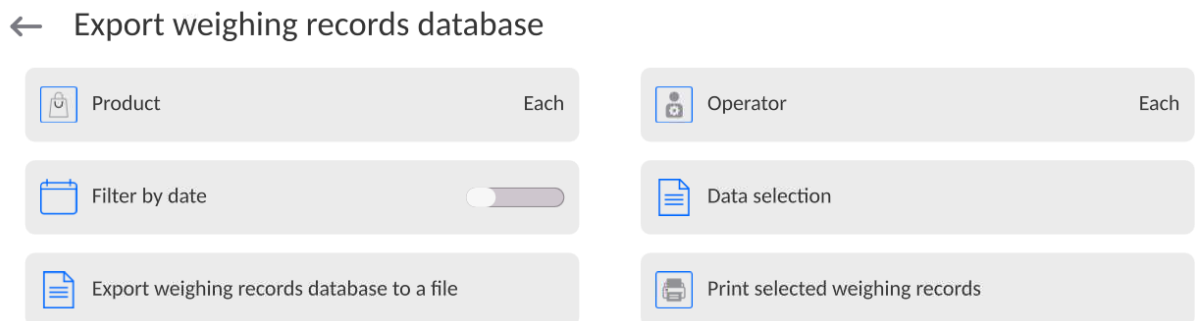 Export weighing records database
Product Each
Operator Each
Filter by date
Data selection
Export weighing records database to a file
Print selected weighing records